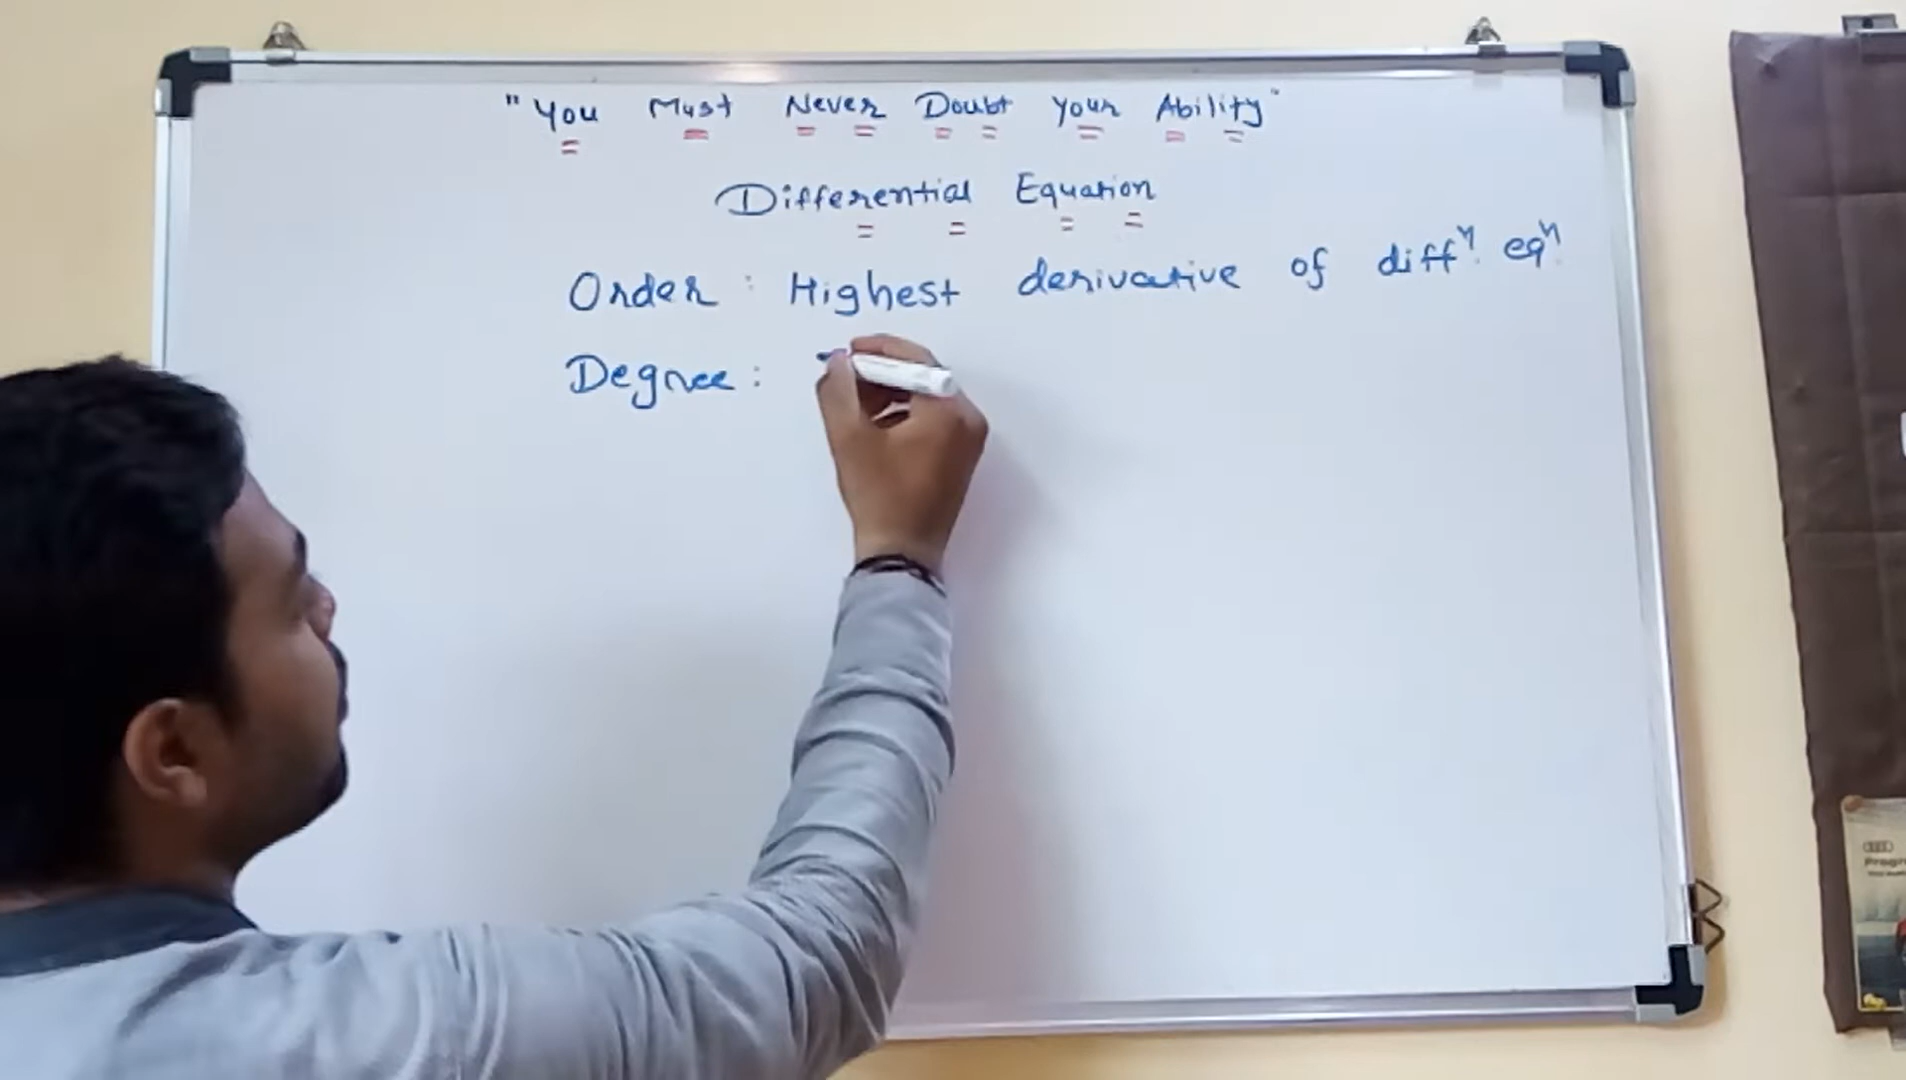 "You Must Never Doubt Your Ability"
Differential Equation
Order: Highest derivative of diffⁿ. eqⁿ.
Degree: